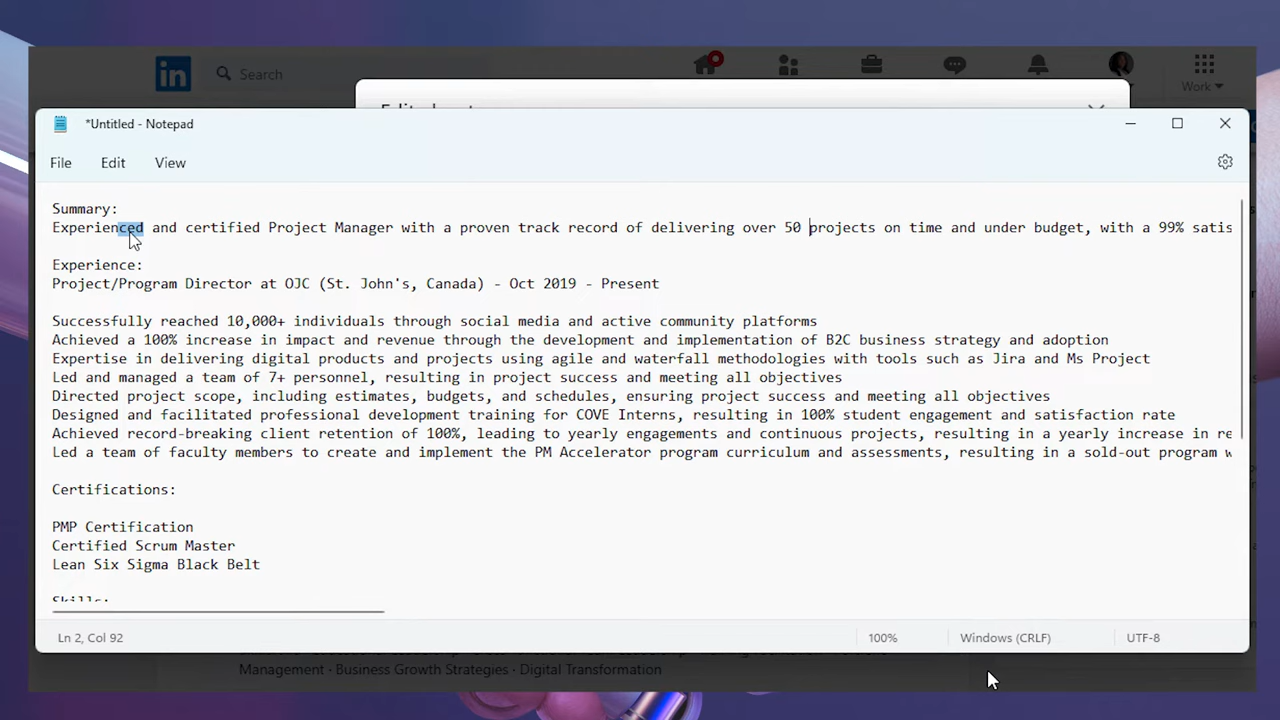 in
Search
Work
*Untitled - Notepad
File
Edit
View
Summary:
Experienced and certified Project Manager with a proven track record of delivering over 50 projects on time and under budget, with a 99% satis
Experience:
Project/Program Director at OJC (St. John's, Canada) - Oct 2019 - Present
Successfully reached 10,000+ individuals through social media and active community platforms
Achieved a 100% increase in impact and revenue through the development and implementation of B2C business strategy and adoption
Expertise in delivering digital products and projects using agile and waterfall methodologies with tools such as Jira and Ms Project
Led and managed a team of 7+ personnel, resulting in project success and meeting all objectives
Directed project scope, including estimates, budgets, and schedules, ensuring project success and meeting all objectives
Designed and facilitated professional development training for COVE Interns, resulting in 100% student engagement and satisfaction rate
Achieved record-breaking client retention of 100%, leading to yearly engagements and continuous projects, resulting in a yearly increase in re
Led a team of faculty members to create and implement the PM Accelerator program curriculum and assessments, resulting in a sold-out program w
Certifications:
PMP Certification
Certified Scrum Master
Lean Six Sigma Black Belt
Skills:
Ln 2, Col 92
100%
Windows (CRLF)
UTF-8
Management · Business Growth Strategies · Digital Transformation